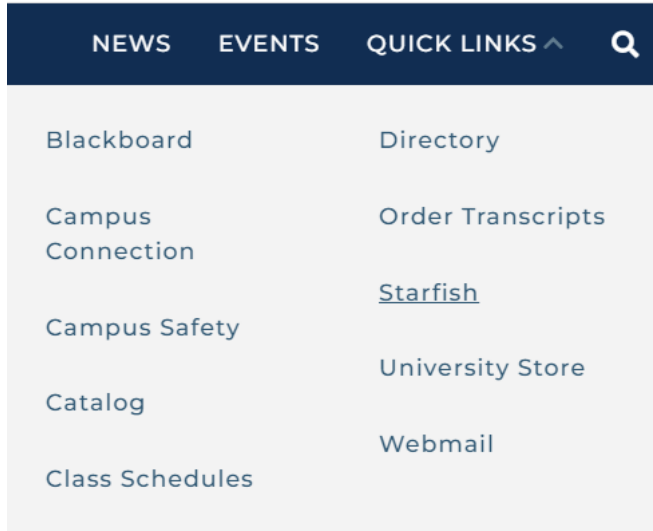 NEWS EVENTS QUICK LINKS
Blackboard
Campus
Connection
Campus Safety
Catalog
Class Schedules
Directory
Order Transcripts
Starfish
University Store
Webmail